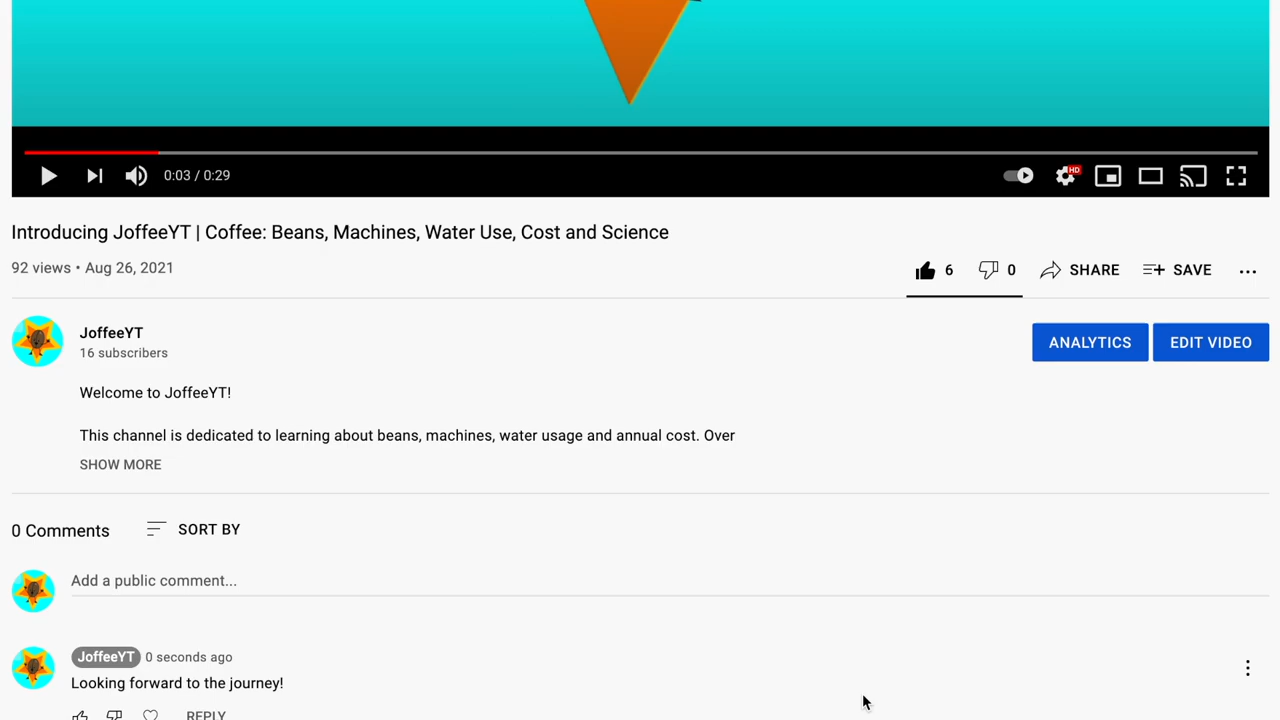 HD
0:03 / 0:29
Introducing JoffeeYT | Coffee: Beans, Machines, Water Use, Cost and Science
92 views • Aug 26, 2021
6
0
SHARE
SAVE
JoffeeYT
16 subscribers
ANALYTICS
EDIT VIDEO
Welcome to JoffeeYT!
This channel is dedicated to learning about beans, machines, water usage and annual cost. Over
SHOW MORE
0 Comments
SORT BY
Add a public comment...
JoffeeYT 0 seconds ago
Looking forward to the journey!
REPLY